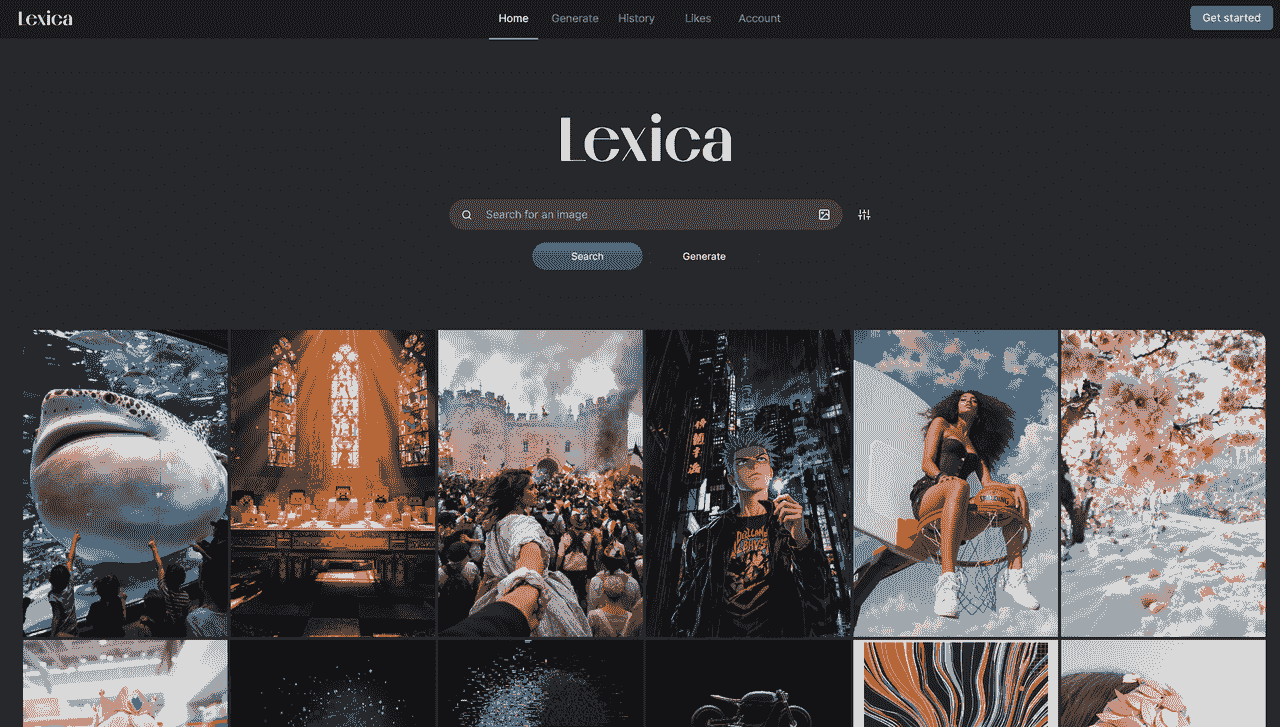 Lexica
Home
Generate
History
Likes
Account
Get started
Lexica
Search for an image
Search
Generate